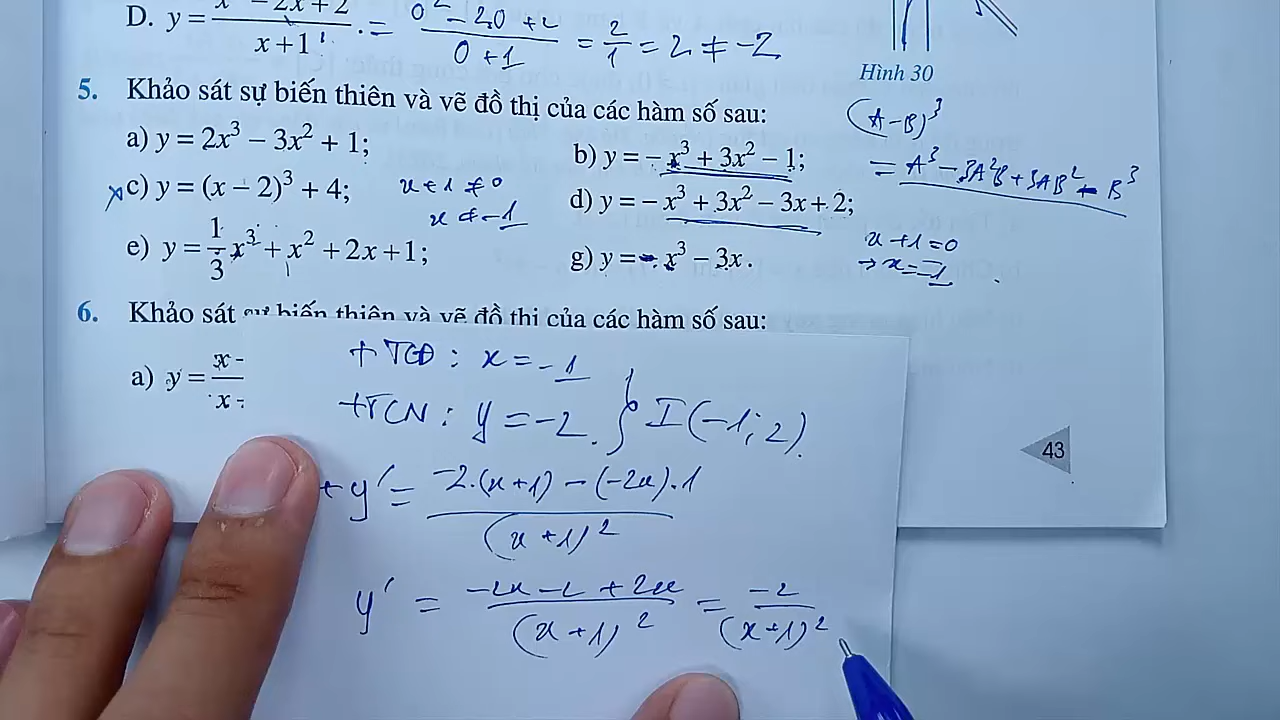 D. y = x² − 2x + 2 / x + 1 = 0² − 2.0 + 2 / 0 + 1 = 2/1 = 2 ≠ −2
Hình 30
5. Khảo sát sự biến thiên và vẽ đồ thị của các hàm số sau:
(A − B)³
= A³ − 3A²B + 3AB² − B³
a) y = 2x³ − 3x² + 1;
b) y = − x³ + 3x² − 1;
c) y = (x − 2)³ + 4;
x + 1 ≠ 0
x ≠ −1
d) y = − x³ + 3x² − 3x + 2;
e) y = 1/3 x³ + x² + 2x + 1;
g) y = − x³ − 3x.
x + 1 = 0
→ x = −1
6. Khảo sát sự biến thiên và vẽ đồ thị của các hàm số sau:
a) y = x − / x −
+ TCĐ : x = −1
+ TCN : y = −2. } I(−1; 2).
+ y' = −2.(x+1) − (−2x).1 / (x+1)²
y' = −2x − 2 + 2x / (x+1)² = −2 / (x+1)²
43